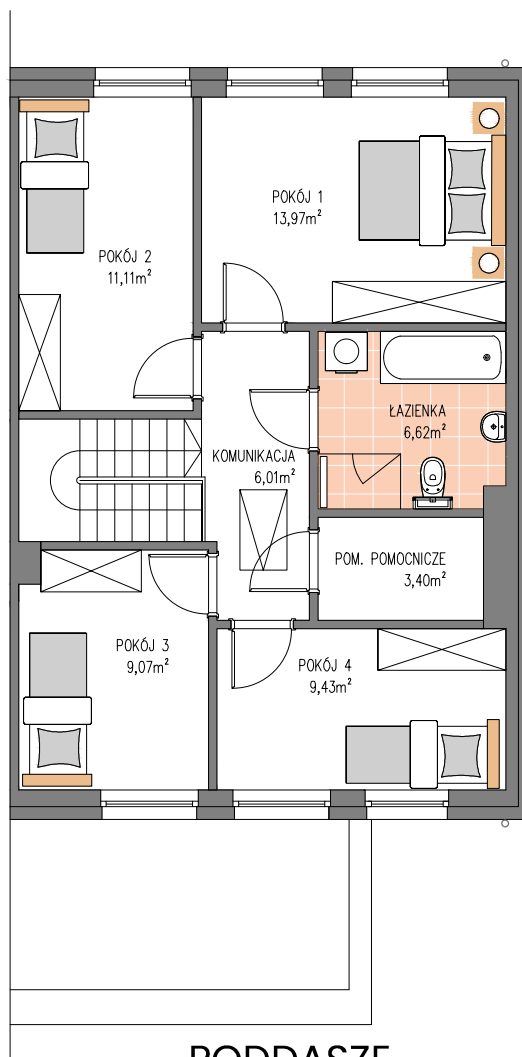 POKÓJ 1
13,97m²
POKÓJ 2
11,11m²
ŁAZIENKA
6,62m²
KOMUNIKACJA
6,01m²
POM. POMOCNICZE
3,40m²
POKÓJ 3
9,07m²
POKÓJ 4
9,43m²
PODDASZE